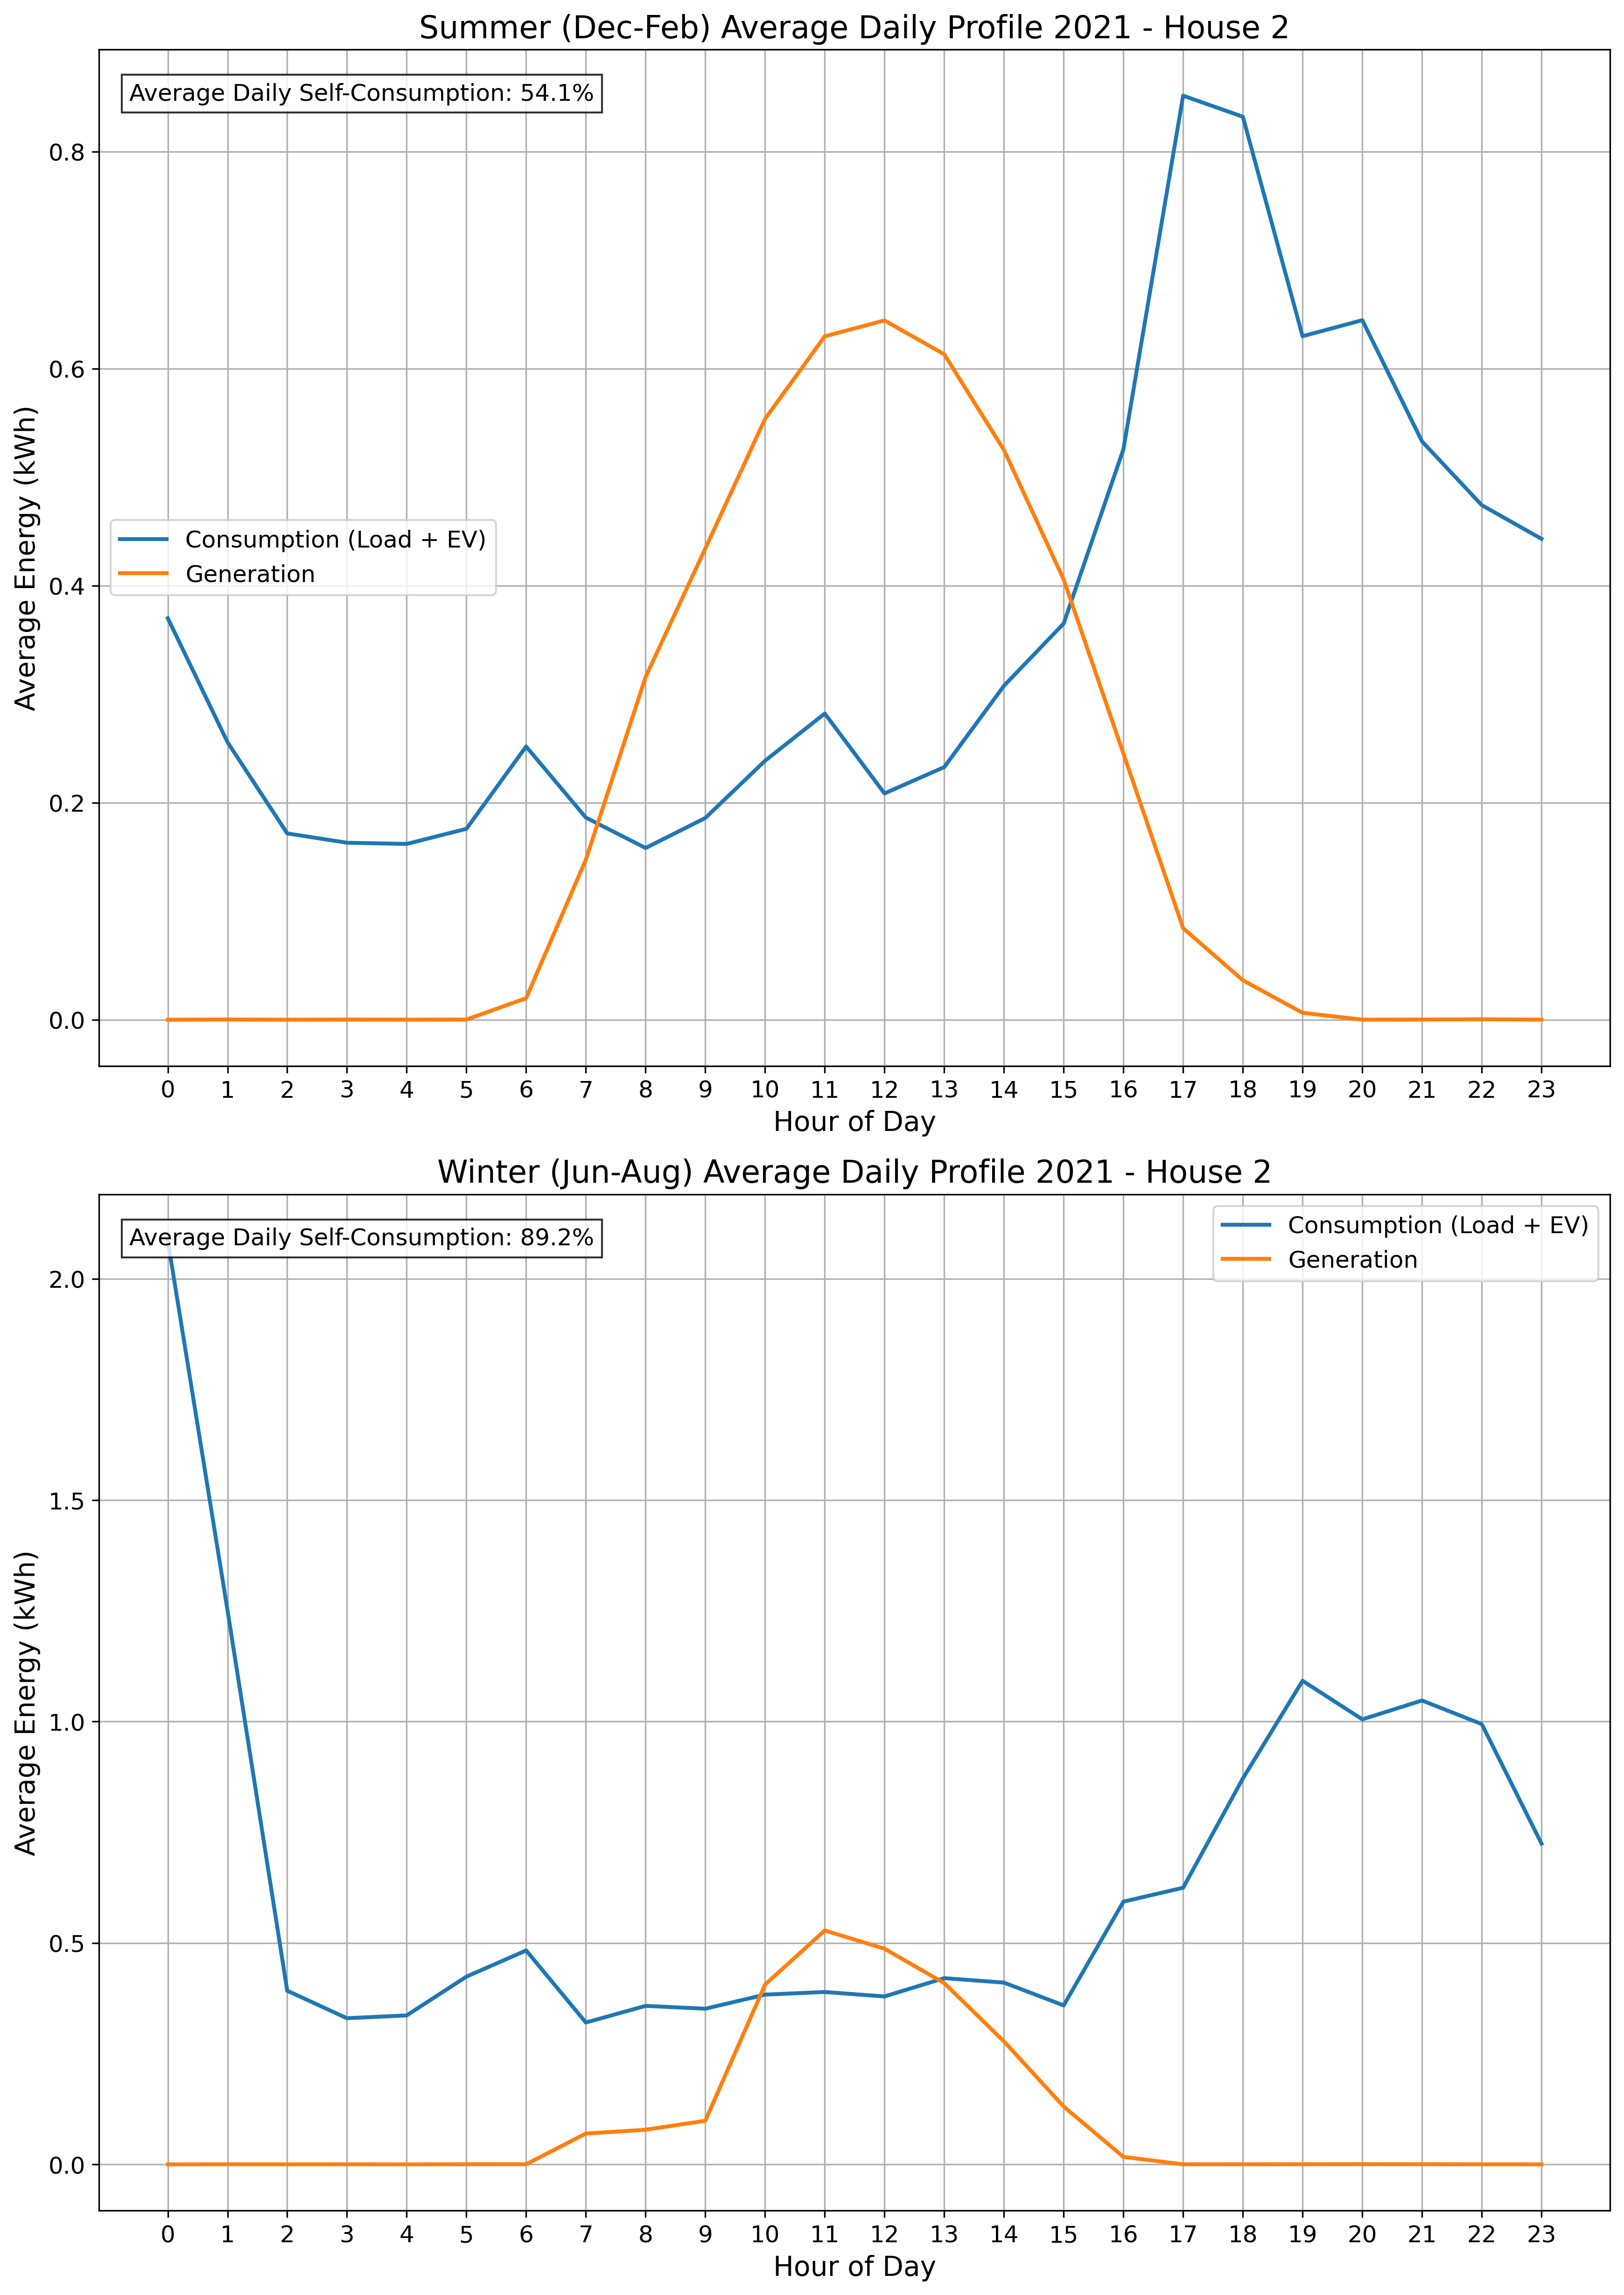 Summer (Dec-Feb) Average Daily Profile 2021 - House 2
Average Daily Self-Consumption: 54.1%
Consumption (Load + EV)
Generation
Average Energy (kWh)
0.8
0.6
0.4
0.2
0.0
0 1 2 3 4 5 6 7 8 9 10 11 12 13 14 15 16 17 18 19 20 21 22 23
Hour of Day
Winter (Jun-Aug) Average Daily Profile 2021 - House 2
Average Daily Self-Consumption: 89.2%
Consumption (Load + EV)
Generation
Average Energy (kWh)
2.0
1.5
1.0
0.5
0.0
0 1 2 3 4 5 6 7 8 9 10 11 12 13 14 15 16 17 18 19 20 21 22 23
Hour of Day